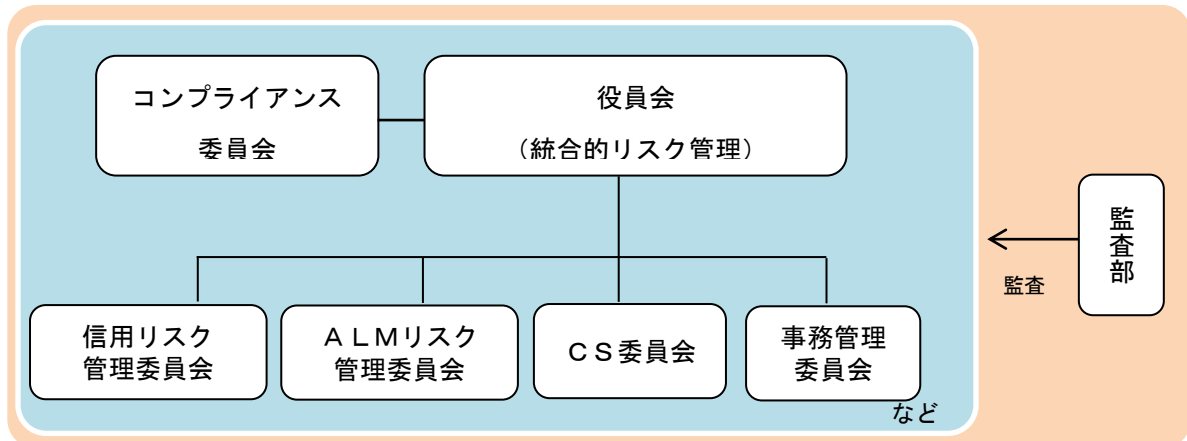 コンプライアンス
委員会
役員会
（統合的リスク管理）
監査部
監査
信用リスク
管理委員会
ＡＬＭリスク
管理委員会
ＣＳ委員会
事務管理
委員会
など